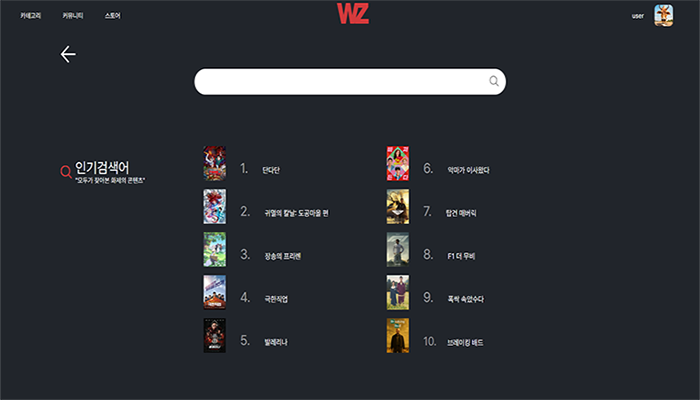 카테고리 커뮤니티 스토어
WZ
user
인기검색어
"모두가 찾아본 화제의 콘텐츠"
1. 단다단
2. 귀멸의 칼날: 도공마을 편
3. 장송의 프리렌
4. 극한직업
5. 발레리나
6. 악마가 이사왔다
7. 탑건 매버릭
8. F1 더 무비
9. 폭싹 속았수다
10. 브레이킹 배드